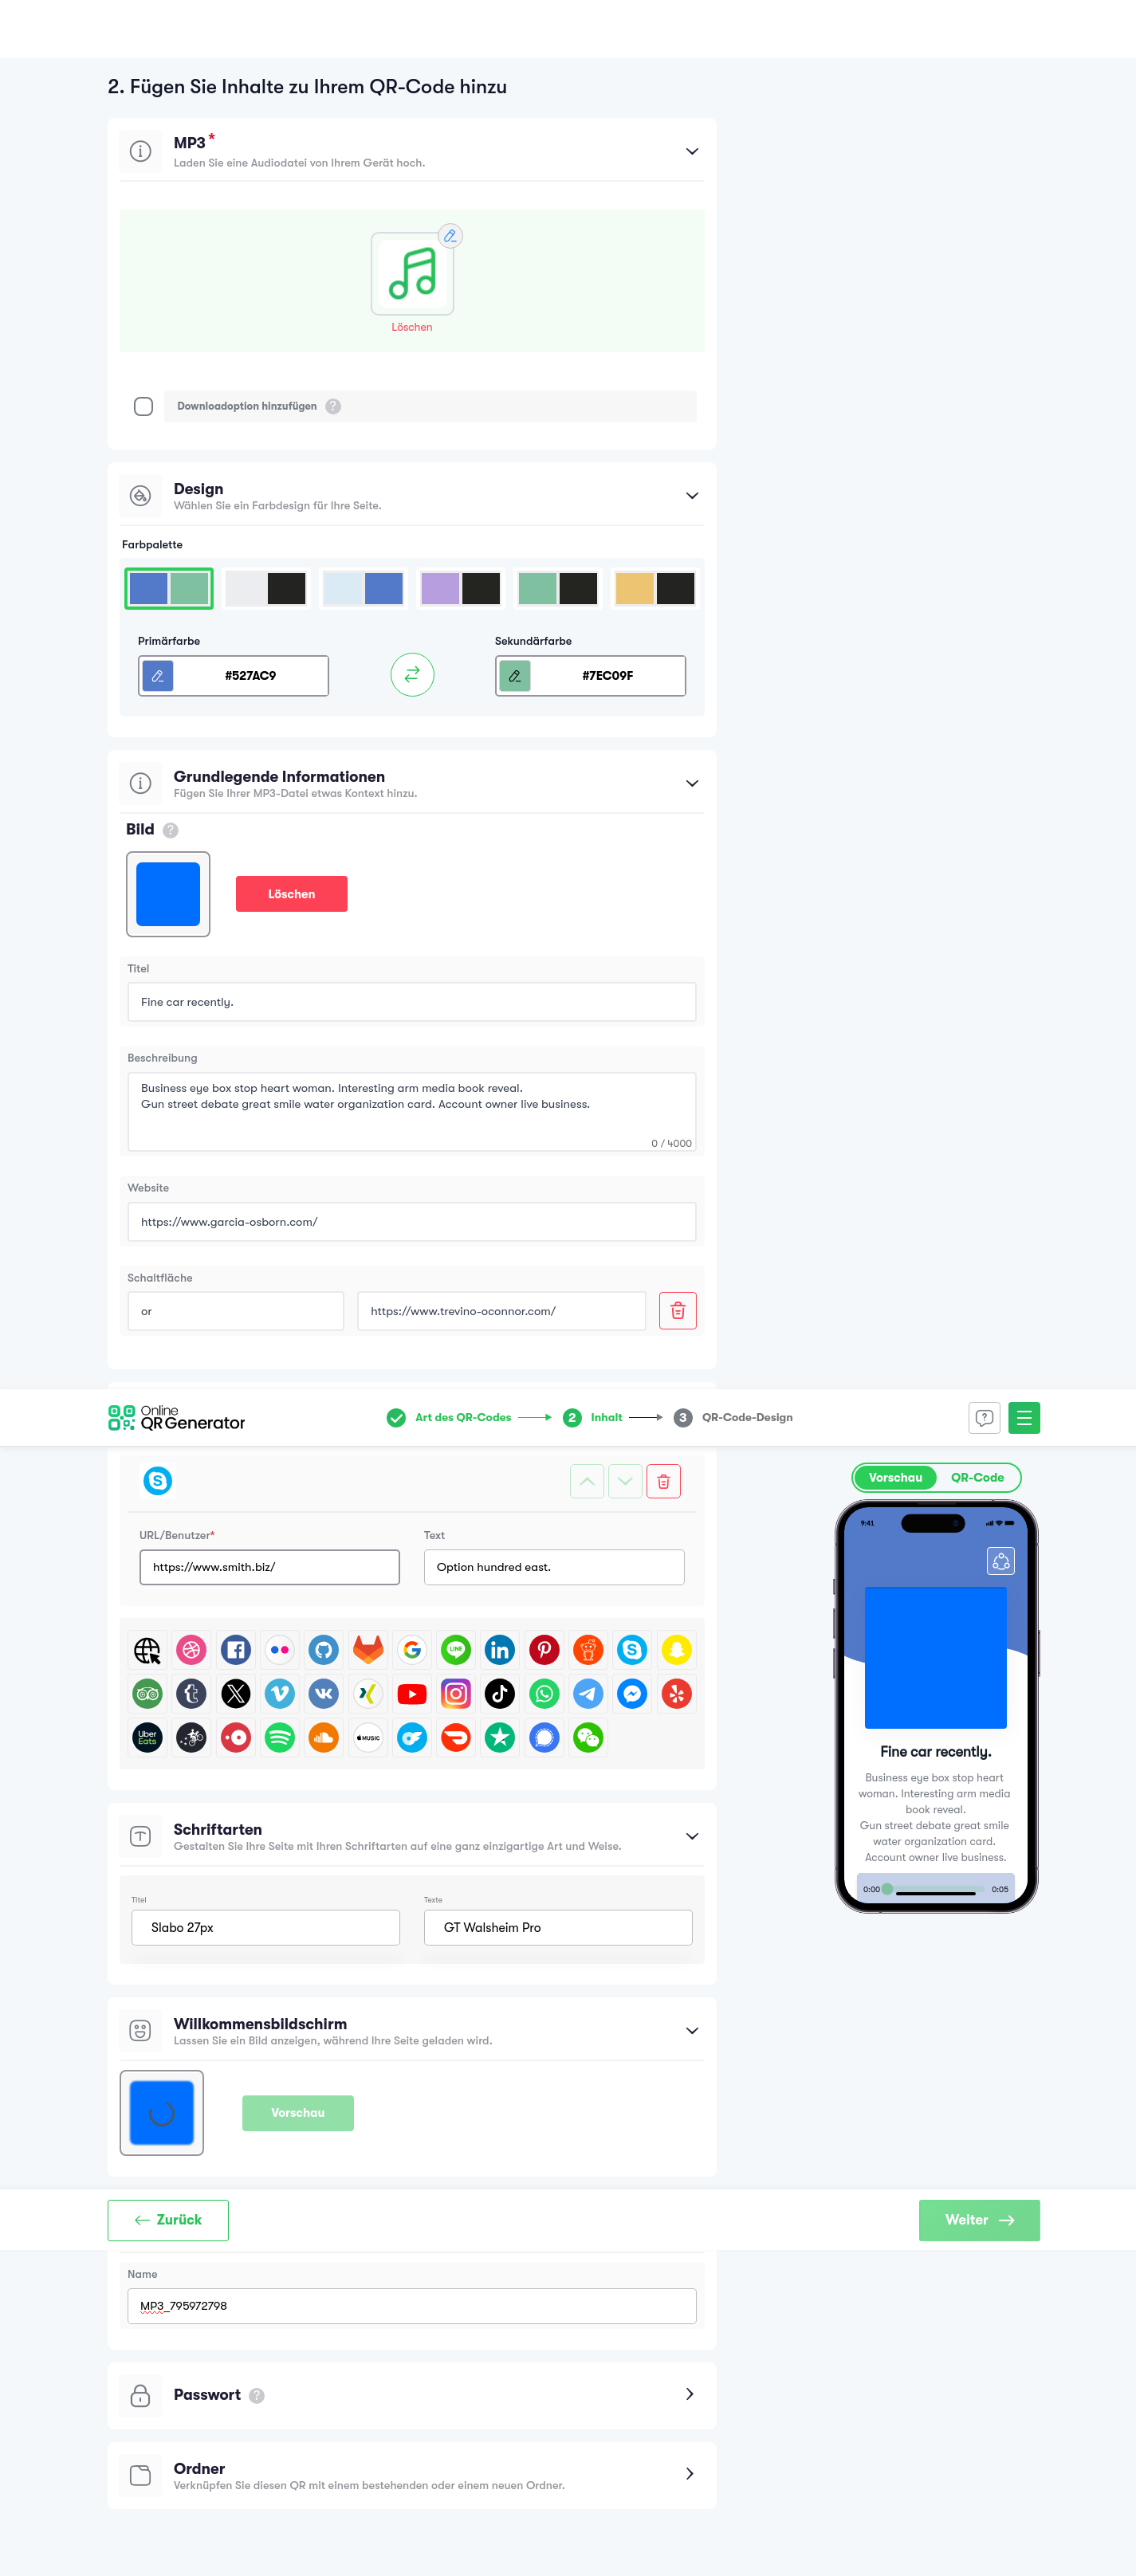 2. Fügen Sie Inhalte zu Ihrem QR-Code hinzu
MP3 *
Laden Sie eine Audiodatei von Ihrem Gerät hoch.
Löschen
Downloadoption hinzufügen ?
Design
Wählen Sie ein Farbdesign für Ihre Seite.
Farbpalette
Primärfarbe
Sekundärfarbe
#527AC9
#7EC09F
Grundlegende Informationen
Fügen Sie Ihrer MP3-Datei etwas Kontext hinzu.
Bild ?
Löschen
Titel
Fine car recently.
Beschreibung
Business eye box stop heart woman. Interesting arm media book reveal.
Gun street debate great smile water organization card. Account owner live business.
0 / 4000
Website
https://www.garcia-osborn.com/
Schaltfläche
or
https://www.trevino-oconnor.com/
Online
QR Generator
Art des QR-Codes
2 Inhalt
3 QR-Code-Design
Vorschau
QR-Code
9:41
URL/Benutzer*
Text
https://www.smith.biz/
Option hundred east.
LINE
Uber
Eats
MUSIC
Fine car recently.
Business eye box stop heart
woman. Interesting arm media
book reveal.
Gun street debate great smile
water organization card.
Account owner live business.
0:00
0:05
Schriftarten
Gestalten Sie Ihre Seite mit Ihren Schriftarten auf eine ganz einzigartige Art und Weise.
Titel
Texte
Slabo 27px
GT Walsheim Pro
Willkommensbildschirm
Lassen Sie ein Bild anzeigen, während Ihre Seite geladen wird.
Vorschau
Zurück
Weiter
Name
MP3_795972798
Passwort ?
Ordner
Verknüpfen Sie diesen QR mit einem bestehenden oder einem neuen Ordner.